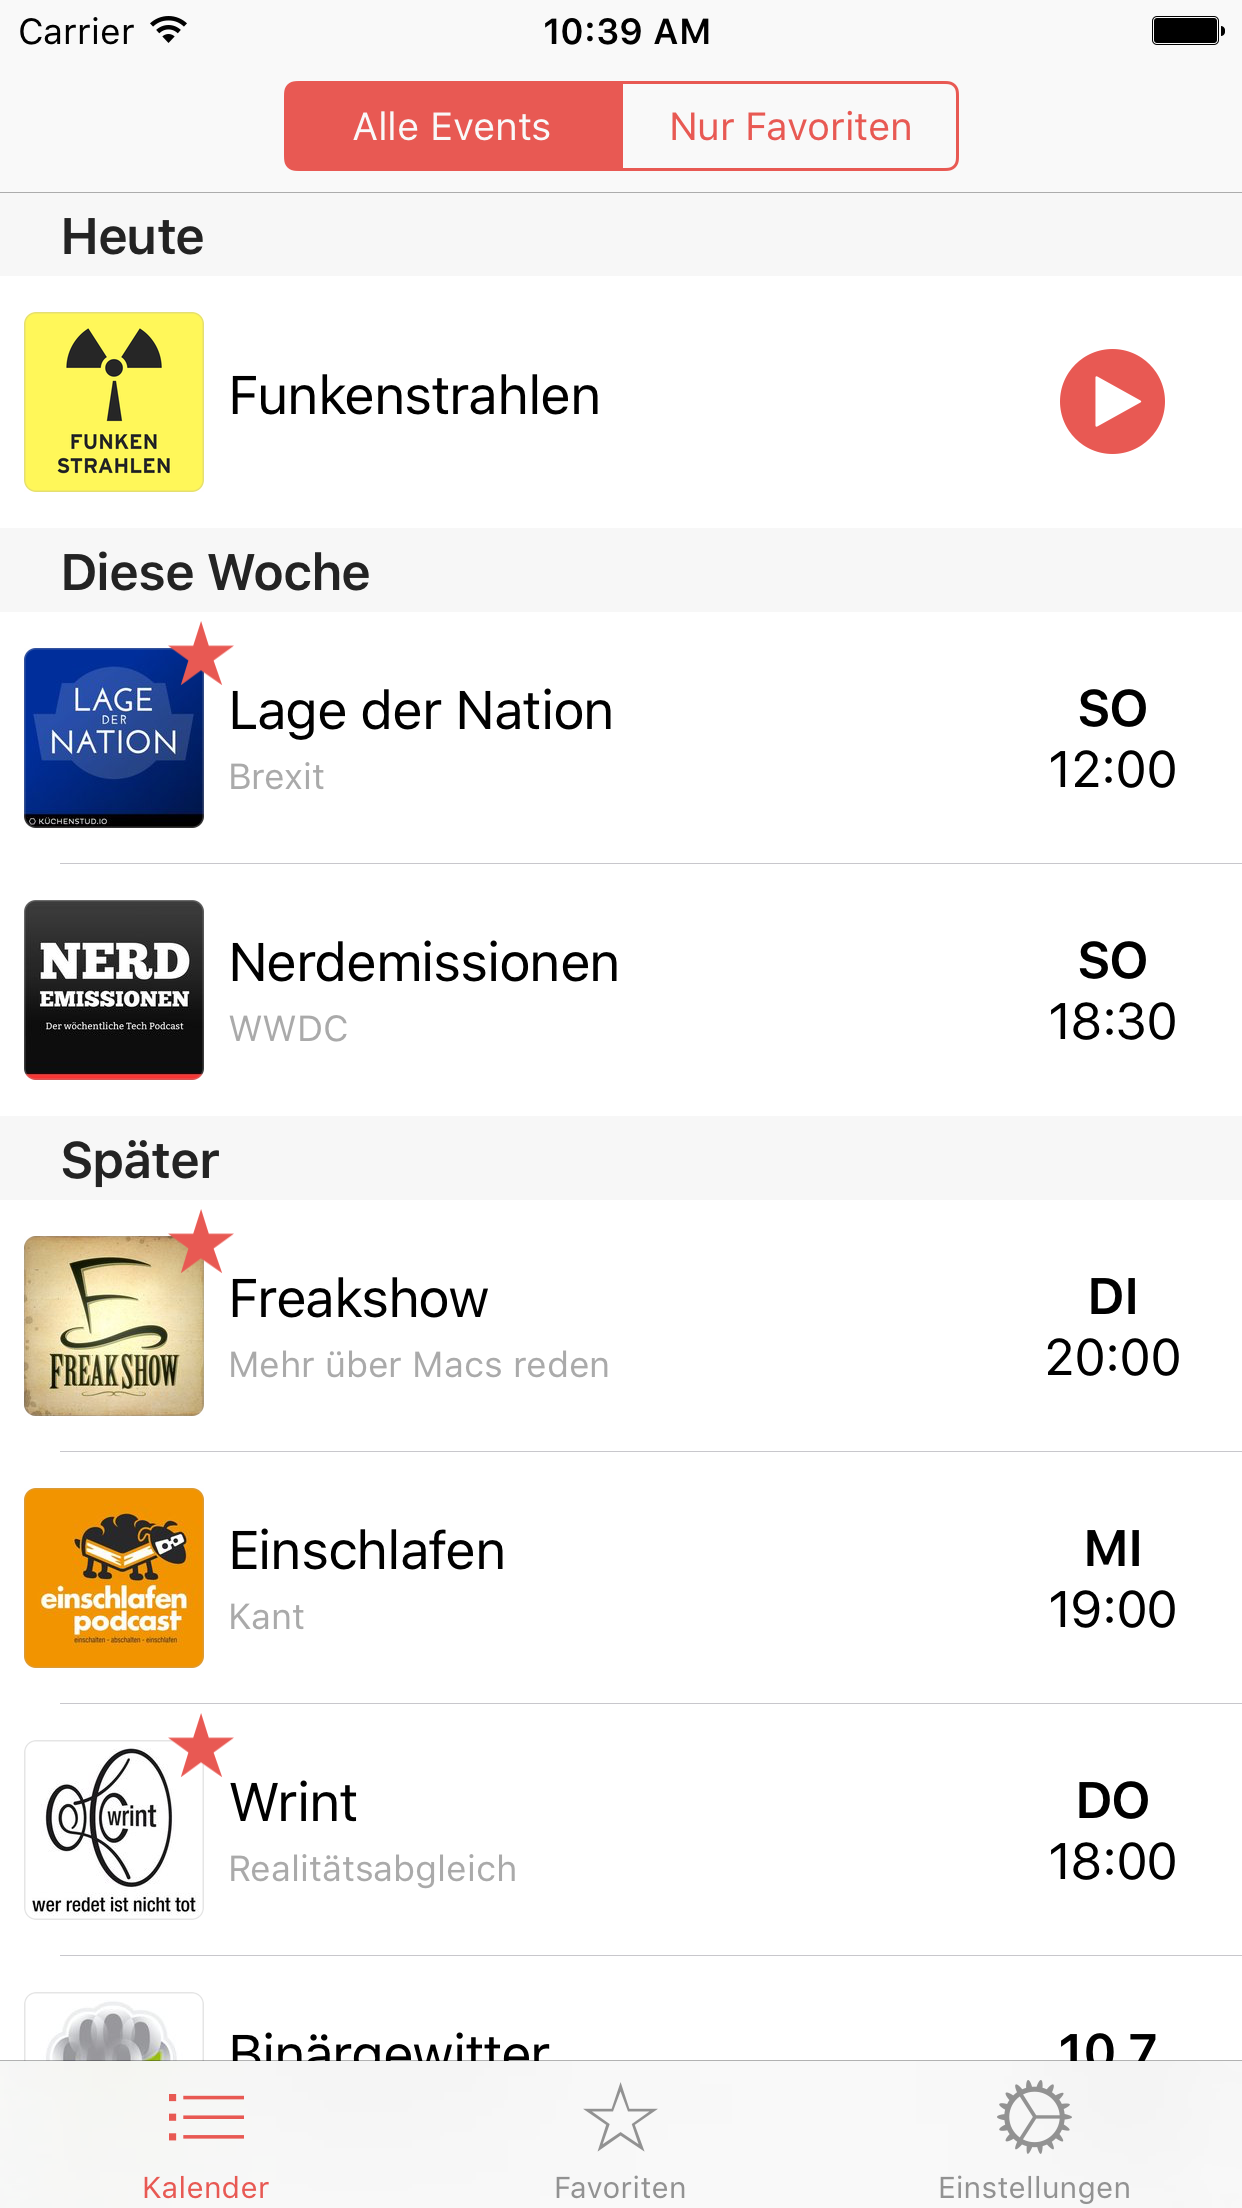 Carrier 10:39 AM
Alle Events Nur Favoriten
Heute
FUNKEN
STRAHLEN
Funkenstrahlen
Diese Woche
LAGE
DER
NATION
KÜCHENSTUD.IO
Lage der Nation
Brexit
SO
12:00
NERD
EMISSIONEN
Der wöchentliche Tech Podcast
Nerdemissionen
WWDC
SO
18:30
Später
FREAKSHOW
Freakshow
Mehr über Macs reden
DI
20:00
einschlafen
podcast
einschalten - abschalten - einschlafen
Einschlafen
Kant
MI
19:00
wrint
wer redet ist nicht tot
Wrint
Realitätsabgleich
DO
18:00
Binärgewitter
10.7
Kalender Favoriten Einstellungen